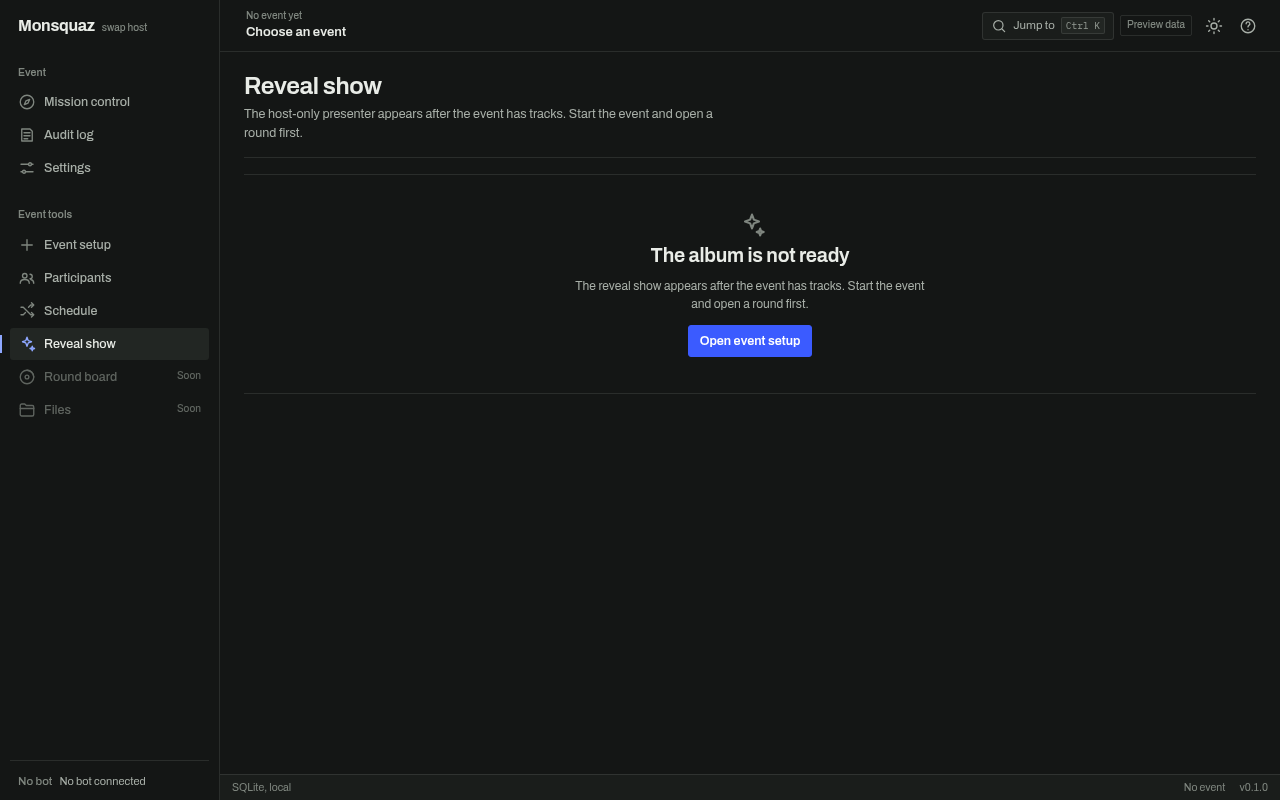 Monsquaz swap host
Event
Mission control
Audit log
Settings
Event tools
Event setup
Participants
Schedule
Reveal show
Round board Soon
Files Soon
No bot No bot connected
No event yet
Choose an event
Jump to Ctrl K
Preview data
Reveal show
The host-only presenter appears after the event has tracks. Start the event and open a
round first.
The album is not ready
The reveal show appears after the event has tracks. Start the event
and open a round first.
Open event setup
SQLite, local
No event v0.1.0